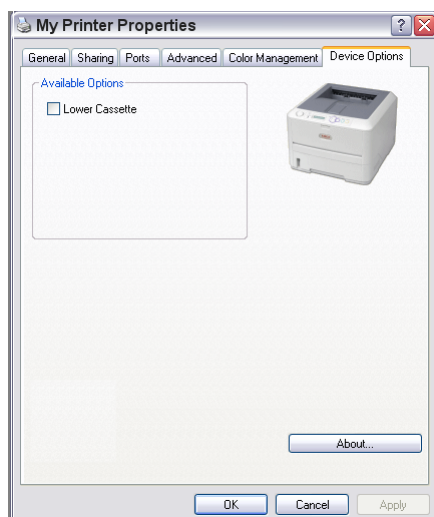 My Printer Properties
?
X
General Sharing Ports Advanced Color Management Device Options
Available Options
Lower Cassette
About...
OK Cancel Apply